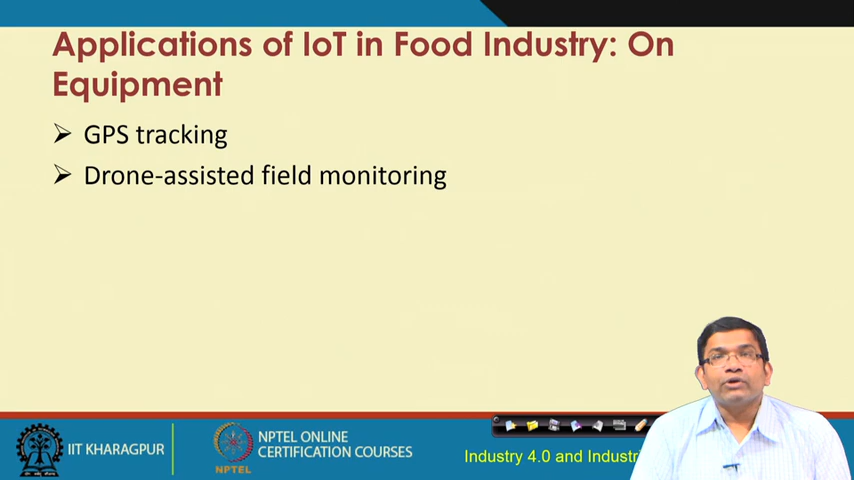 Applications of IoT in Food Industry: On
Equipment
➢ GPS tracking
➢ Drone-assisted field monitoring
IIT KHARAGPUR
NPTEL
NPTEL ONLINE
CERTIFICATION COURSES
Industry 4.0 and Industri